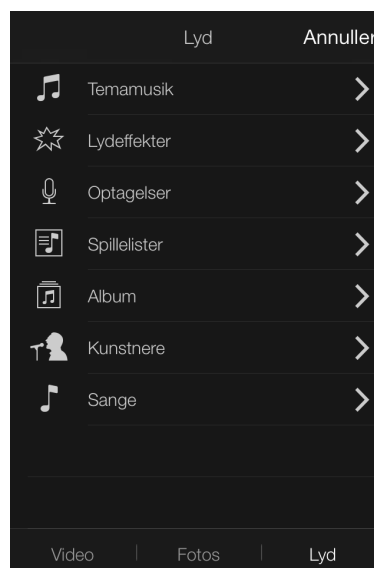 Lyd Annuller
Temamusik
Lydeffekter
Optagelser
Spillelister
Album
Kunstnere
Sange
Video Fotos Lyd